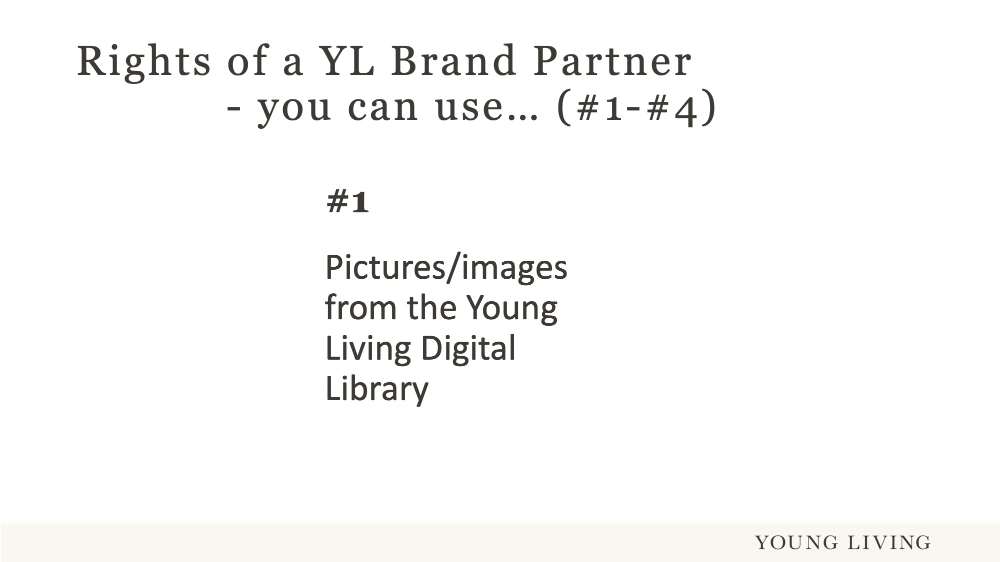 Rights of a YL Brand Partner
- you can use… (#1-#4)
#1
Pictures/images
from the Young
Living Digital
Library
YOUNG LIVING